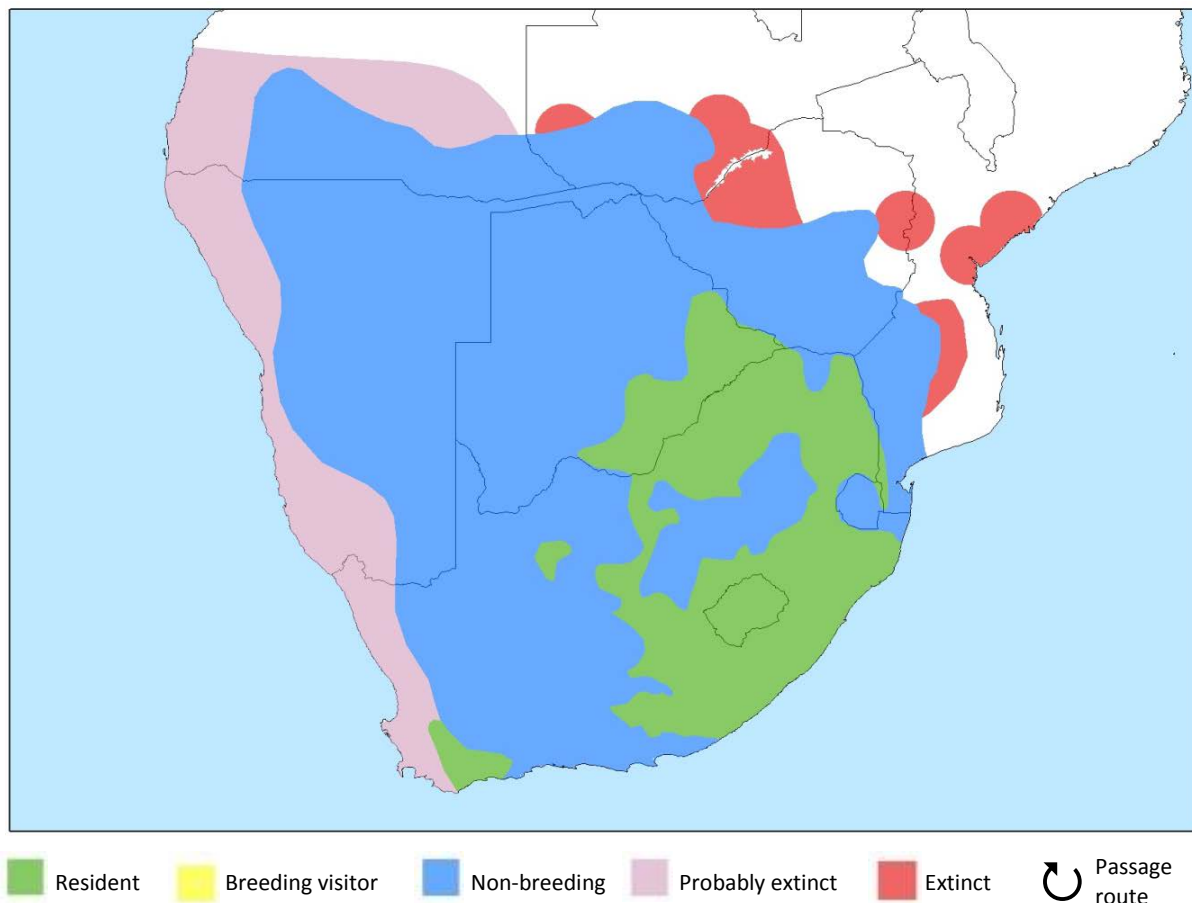 Resident
Breeding visitor
Non-breeding
Probably extinct
Extinct
Passage
route